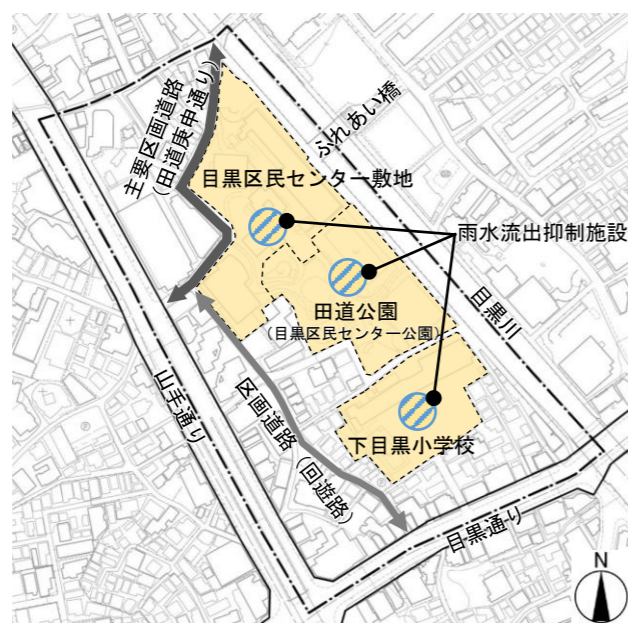 主要区画道路
（田道庚申通り）
ふれあい橋
目黒区民センター敷地
雨水流出抑制施設
田道公園
（目黒区民センター公園）
目黒川
山手通り
区画道路（回遊路）
下目黒小学校
目黒通り
N